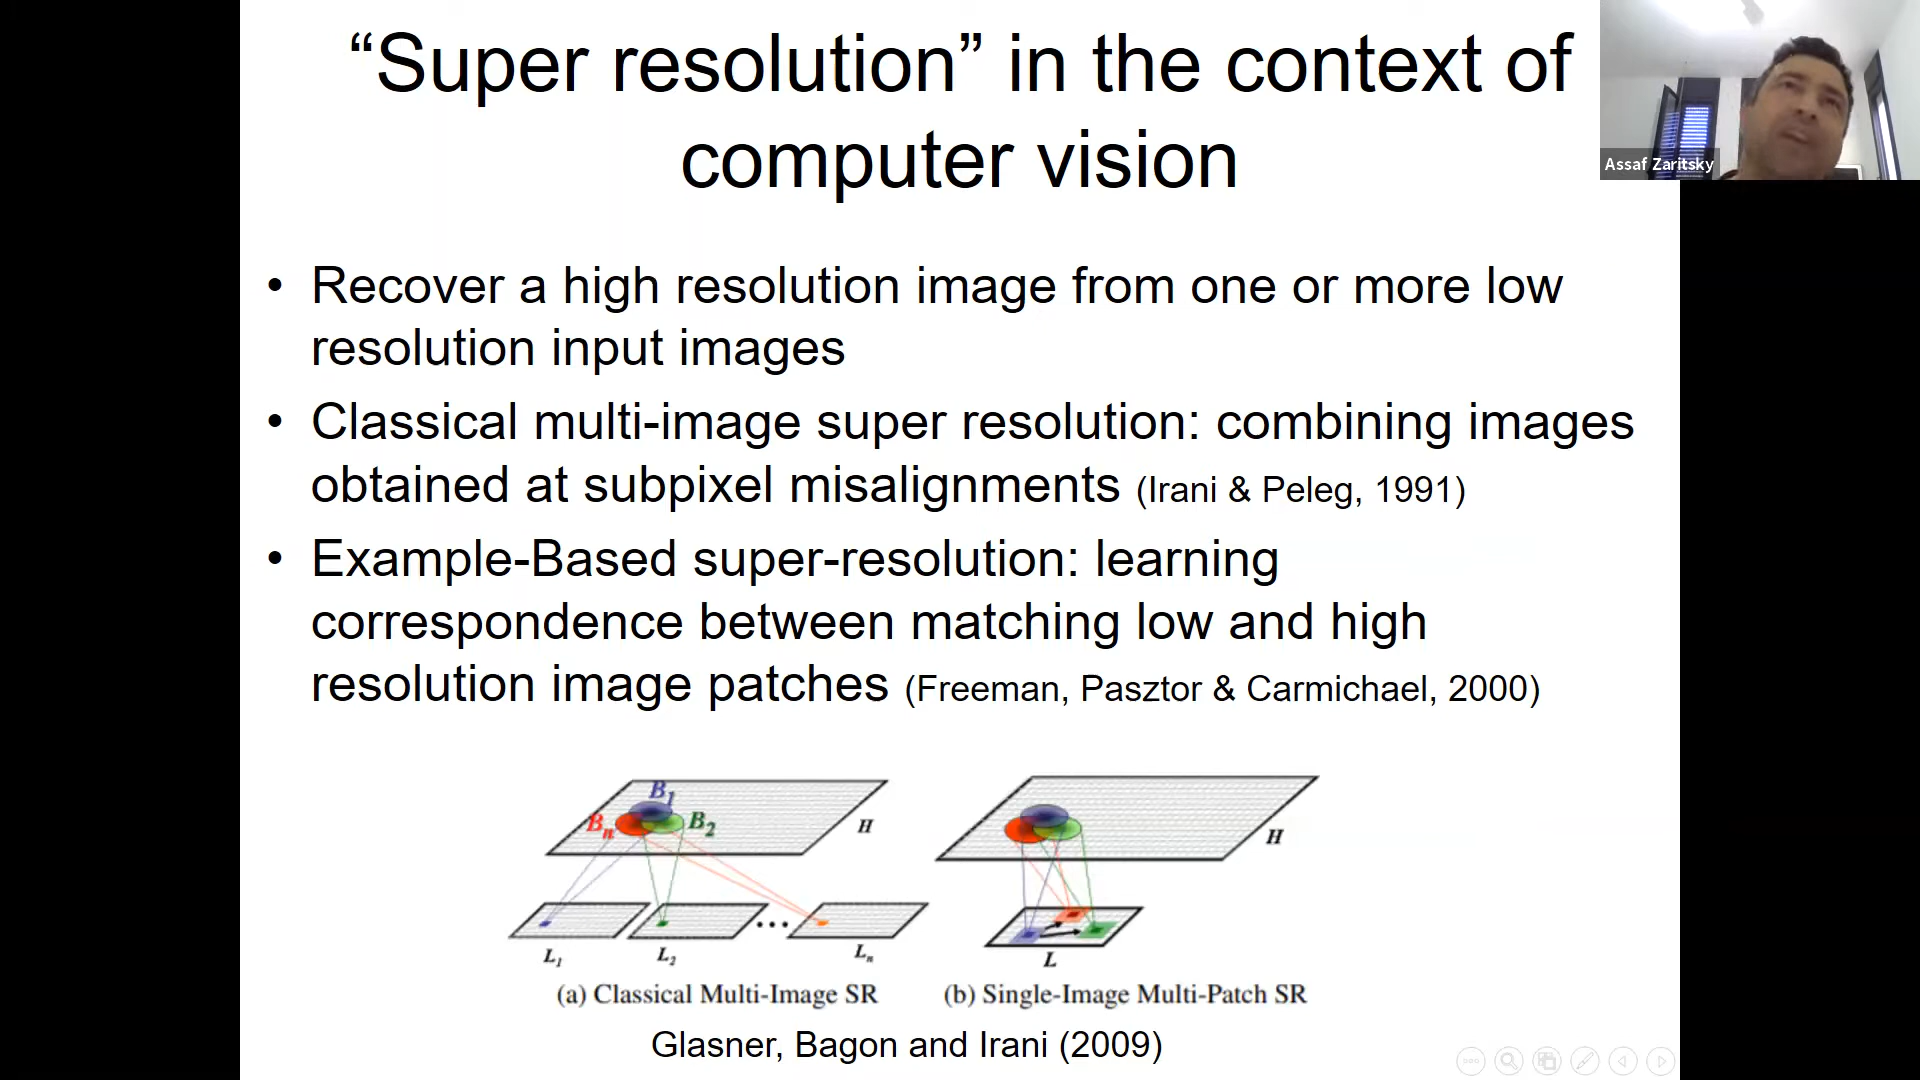 “Super resolution” in the context of
computer vision
Assaf Zaritsky
• Recover a high resolution image from one or more low
resolution input images
• Classical multi-image super resolution: combining images
obtained at subpixel misalignments (Irani & Peleg, 1991)
• Example-Based super-resolution: learning
correspondence between matching low and high
resolution image patches (Freeman, Pasztor & Carmichael, 2000)
B1
Bn B2
H
H
L1 L2 ... Ln
L
(a) Classical Multi-Image SR
(b) Single-Image Multi-Patch SR
Glasner, Bagon and Irani (2009)